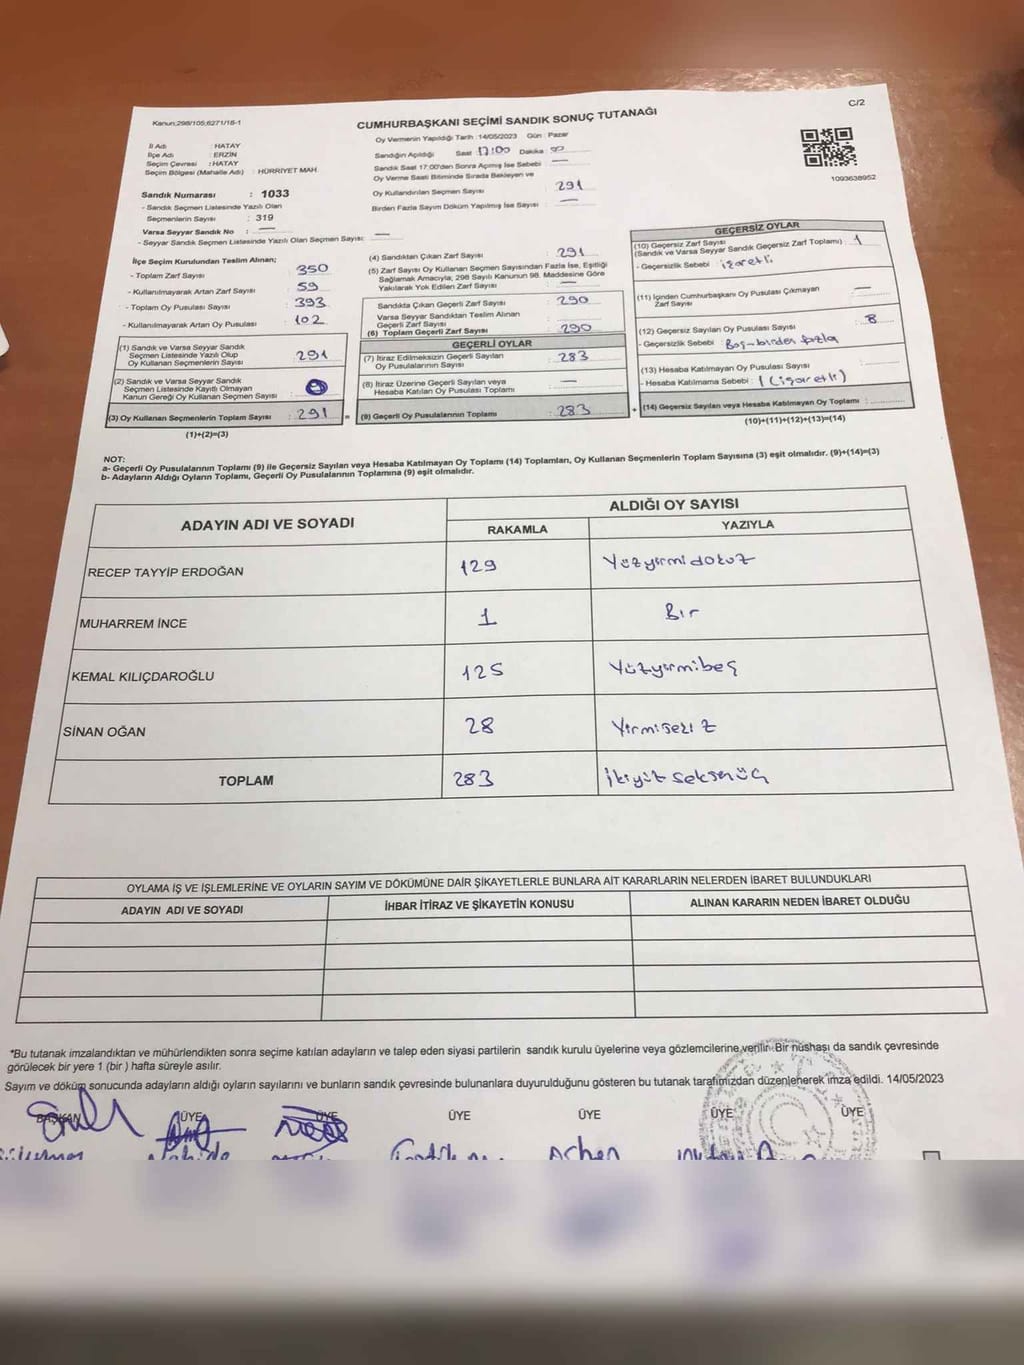 Kanun;298/105,6271/18-1
CUMHURBAŞKANI SEÇİMİ SANDIK SONUÇ TUTANAĞI
C/2
İl Adı : HATAY
İlçe Adı : ERZİN
Seçim Çevresi : HATAY
Seçim Bölgesi (Mahalle Adı) : HÜRRİYET MAH.
Sandık Numarası : 1033
- Sandık Seçmen Listesinde Yazılı Olan
Seçmenlerin Sayısı : 319
Varsa Seyyar Sandık No : —
- Seyyar Sandık Seçmen Listesinde Yazılı Olan Seçmen Sayısı: —
Oy Vermenin Yapıldığı Tarih : 14/05/2023 Gün : Pazar
Sandığın Açıldığı Saat 17:00 Dakika
Sandık Saat 17:00'den Sonra Açılmış İse Sebebi : —
Oy Verme Saati Bitiminde Sırada Bekleyen ve
Oy Kullandırılan Seçmen Sayısı : 291
Birden Fazla Sayım Döküm Yapılmış İse Sayısı : —
1093638952
İlçe Seçim Kurulundan Teslim Alınan;
- Toplam Zarf Sayısı : 350
- Kullanılmayarak Artan Zarf Sayısı : 59
- Toplam Oy Pusulası Sayısı : 393
- Kullanılmayarak Artan Oy Pusulası : 102
(1) Sandık ve Varsa Seyyar Sandık
Seçmen Listesinde Yazılı Olup
Oy Kullanan Seçmenlerin Sayısı : 291
(2) Sandık ve Varsa Seyyar Sandık
Seçmen Listesinde Kayıtlı Olmayan
Kanun Gereği Oy Kullanan Seçmen Sayısı :
(3) Oy Kullanan Seçmenlerin Toplam Sayısı : 291 =
(1)+(2)=(3)
(4) Sandıktan Çıkan Zarf Sayısı : 291
(5) Zarf Sayısı Oy Kullanan Seçmen Sayısından Fazla İse, Eşitliği
Sağlamak Amacıyla; 298 Sayılı Kanunun 98. Maddesine Göre
Yakılarak Yok Edilen Zarf Sayısı : —
Sandıkta Çıkan Geçerli Zarf Sayısı : 290
Varsa Seyyar Sandıktan Teslim Alınan
Geçerli Zarf Sayısı :
(6) Toplam Geçerli Zarf Sayısı : 290
GEÇERLİ OYLAR
(7) İtiraz Edilmeksizin Geçerli Sayılan
Oy Pusulalarının Sayısı : 283
(8) İtiraz Üzerine Geçerli Sayılan veya
Hesaba Katılan Oy Pusulası Toplamı : —
(9) Geçerli Oy Pusulalarının Toplamı : 283 +
GEÇERSİZ OYLAR
(10) Geçersiz Zarf Sayısı
(Sandık ve Varsa Seyyar Sandık Geçersiz Zarf Toplamı) : 1
- Geçersizlik Sebebi : işaretli
(11) İçinden Cumhurbaşkanı Oy Pusulası Çıkmayan
Zarf Sayısı : —
(12) Geçersiz Sayılan Oy Pusulası Sayısı :
- Geçersizlik Sebebi : Boş-birden fazla
(13) Hesaba Katılmayan Oy Pusulası Sayısı :
- Hesaba Katılmama Sebebi : 1 (işaretli)
(14) Geçersiz Sayılan veya Hesaba Katılmayan Oy Toplamı :
(10)+(11)+(12)+(13)=(14)
NOT:
a- Geçerli Oy Pusulalarının Toplamı (9) ile Geçersiz Sayılan veya Hesaba Katılmayan Oy Toplamı (14) Toplamları, Oy Kullanan Seçmenlerin Toplam Sayısına (3) eşit olmalıdır. (9)+(14)=(3)
b- Adayların Aldığı Oyların Toplamı, Geçerli Oy Pusulalarının Toplamına (9) eşit olmalıdır.
ADAYIN ADI VE SOYADI
ALDIĞI OY SAYISI
RAKAMLA YAZIYLA
RECEP TAYYİP ERDOĞAN 129 Yüzyirmidokuz
MUHARREM İNCE 1 Bir
KEMAL KILIÇDAROĞLU 125 Yüzyirmibeş
SİNAN OĞAN 28 Yirmisekiz
TOPLAM 283 İkiyüz seksenüç
OYLAMA İŞ VE İŞLEMLERİNE VE OYLARIN SAYIM VE DÖKÜMÜNE DAİR ŞİKAYETLERLE BUNLARA AİT KARARLARIN NELERDEN İBARET BULUNDUKLARI
ADAYIN ADI VE SOYADI İHBAR İTİRAZ VE ŞİKAYETİN KONUSU ALINAN KARARIN NEDEN İBARET OLDUĞU
*Bu tutanak imzalandıktan ve mühürlendikten sonra seçime katılan adayların ve talep eden siyasi partilerin sandık kurulu üyelerine veya gözlemcilerine verilir. Bir nüshası da sandık çevresinde
görülecek bir yere 1 (bir) hafta süreyle asılır.
Sayım ve döküm sonucunda adayların aldığı oyların sayılarını ve bunların sandık çevresinde bulunanlara duyurulduğunu gösteren bu tutanak tarafımızdan düzenlenerek imza edildi. 14/05/2023
BAŞKAN ÜYE ÜYE ÜYE ÜYE ÜYE ÜYE